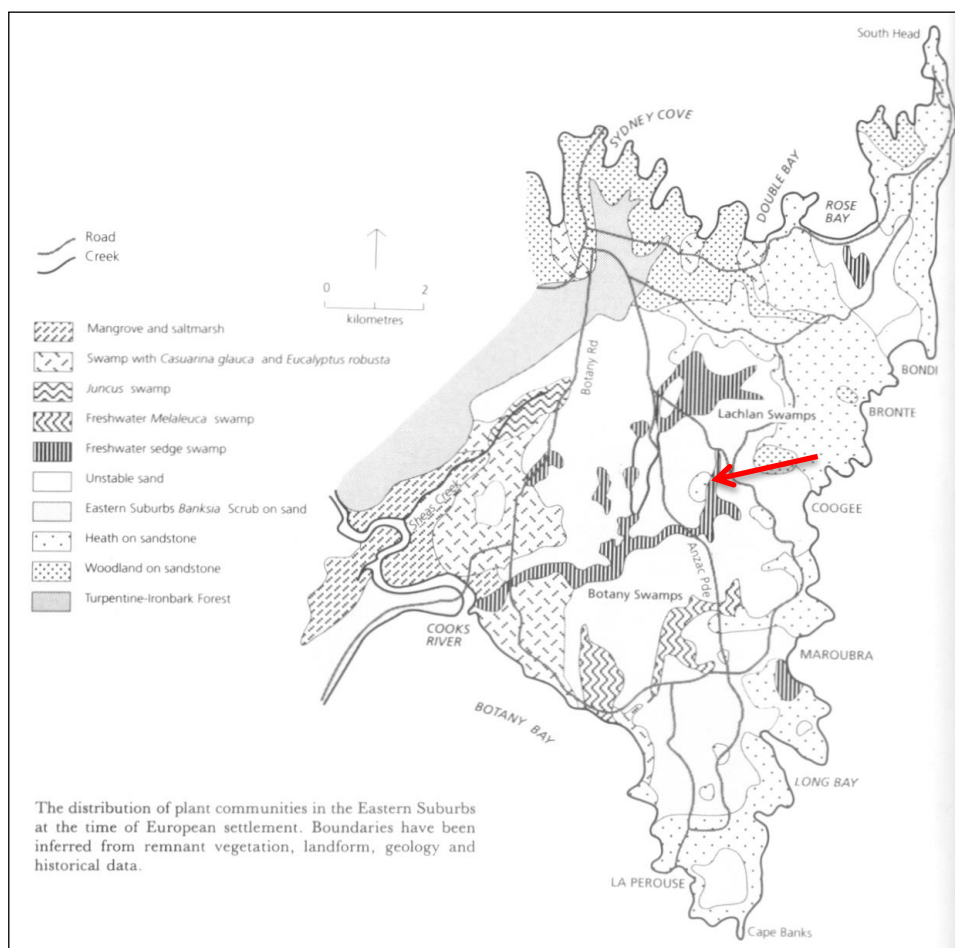 South Head
SYDNEY COVE
DOUBLE BAY
ROSE
BAY
Road
Creek
0 2
kilometres
Mangrove and saltmarsh
Swamp with Casuarina glauca and Eucalyptus robusta
Juncus swamp
Freshwater Melaleuca swamp
Freshwater sedge swamp
Unstable sand
Eastern Suburbs Banksia Scrub on sand
Heath on sandstone
Woodland on sandstone
Turpentine-Ironbark Forest
Botany Rd
BONDI
Lachlan Swamps
BRONTE
Sheas Creek
COOGEE
Anzac Pde
Botany Swamps
COOKS
RIVER
MAROUBRA
BOTANY BAY
LONG BAY
The distribution of plant communities in the Eastern Suburbs
at the time of European settlement. Boundaries have been
inferred from remnant vegetation, landform, geology and
historical data.
LA PEROUSE
Cape Banks